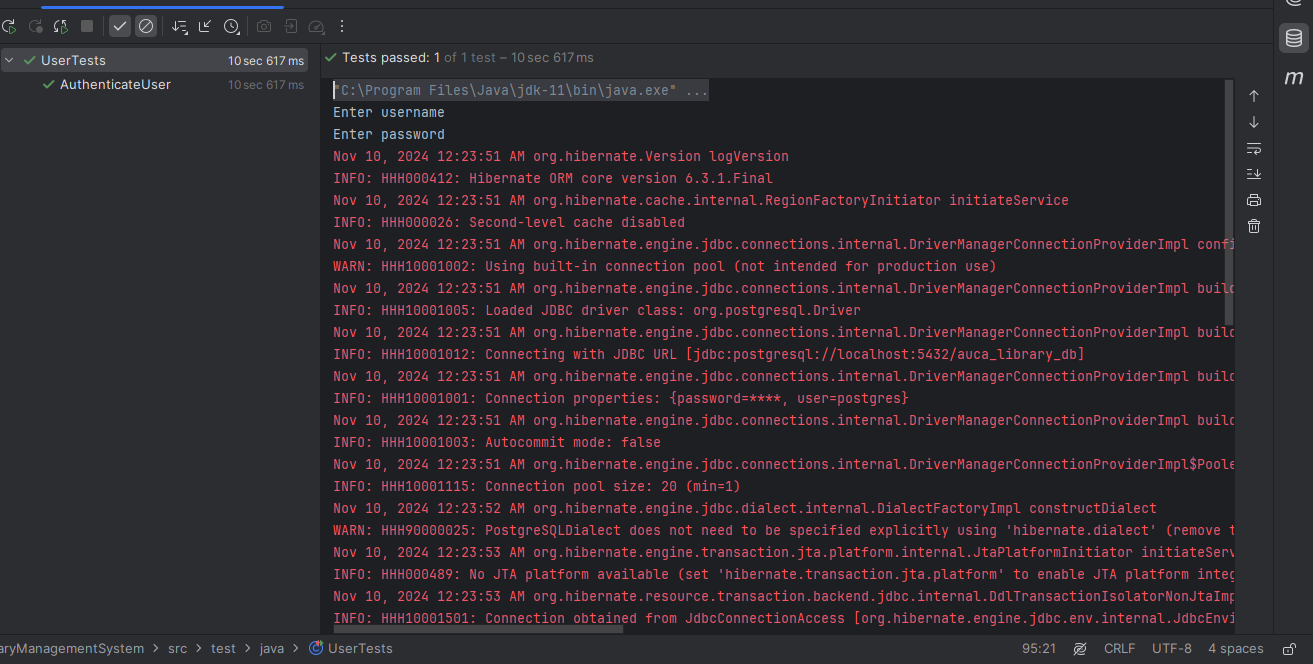 UserTests 10 sec 617 ms
AuthenticateUser 10 sec 617 ms
Tests passed: 1 of 1 test – 10 sec 617 ms
"C:\Program Files\Java\jdk-11\bin\java.exe" ...
Enter username
Enter password
Nov 10, 2024 12:23:51 AM org.hibernate.Version logVersion
INFO: HHH000412: Hibernate ORM core version 6.3.1.Final
Nov 10, 2024 12:23:51 AM org.hibernate.cache.internal.RegionFactoryInitiator initiateService
INFO: HHH000026: Second-level cache disabled
Nov 10, 2024 12:23:51 AM org.hibernate.engine.jdbc.connections.internal.DriverManagerConnectionProviderImpl confi
WARN: HHH10001002: Using built-in connection pool (not intended for production use)
Nov 10, 2024 12:23:51 AM org.hibernate.engine.jdbc.connections.internal.DriverManagerConnectionProviderImpl build
INFO: HHH10001005: Loaded JDBC driver class: org.postgresql.Driver
Nov 10, 2024 12:23:51 AM org.hibernate.engine.jdbc.connections.internal.DriverManagerConnectionProviderImpl build
INFO: HHH10001012: Connecting with JDBC URL [jdbc:postgresql://localhost:5432/auca_library_db]
Nov 10, 2024 12:23:51 AM org.hibernate.engine.jdbc.connections.internal.DriverManagerConnectionProviderImpl build
INFO: HHH10001001: Connection properties: {password=****, user=postgres}
Nov 10, 2024 12:23:51 AM org.hibernate.engine.jdbc.connections.internal.DriverManagerConnectionProviderImpl build
INFO: HHH10001003: Autocommit mode: false
Nov 10, 2024 12:23:51 AM org.hibernate.engine.jdbc.connections.internal.DriverManagerConnectionProviderImpl$Poole
INFO: HHH10001115: Connection pool size: 20 (min=1)
Nov 10, 2024 12:23:52 AM org.hibernate.engine.jdbc.dialect.internal.DialectFactoryImpl constructDialect
WARN: HHH90000025: PostgreSQLDialect does not need to be specified explicitly using 'hibernate.dialect' (remove t
Nov 10, 2024 12:23:53 AM org.hibernate.engine.transaction.jta.platform.internal.JtaPlatformInitiator initiateServ
INFO: HHH000489: No JTA platform available (set 'hibernate.transaction.jta.platform' to enable JTA platform integ
Nov 10, 2024 12:23:53 AM org.hibernate.resource.transaction.backend.jdbc.internal.DdlTransactionIsolatorNonJtaImp
INFO: HHH10001501: Connection obtained from JdbcConnectionAccess [org.hibernate.engine.jdbc.env.internal.JdbcEnvi
aryManagementSystem > src > test > java > UserTests 95:21 CRLF UTF-8 4 spaces
m